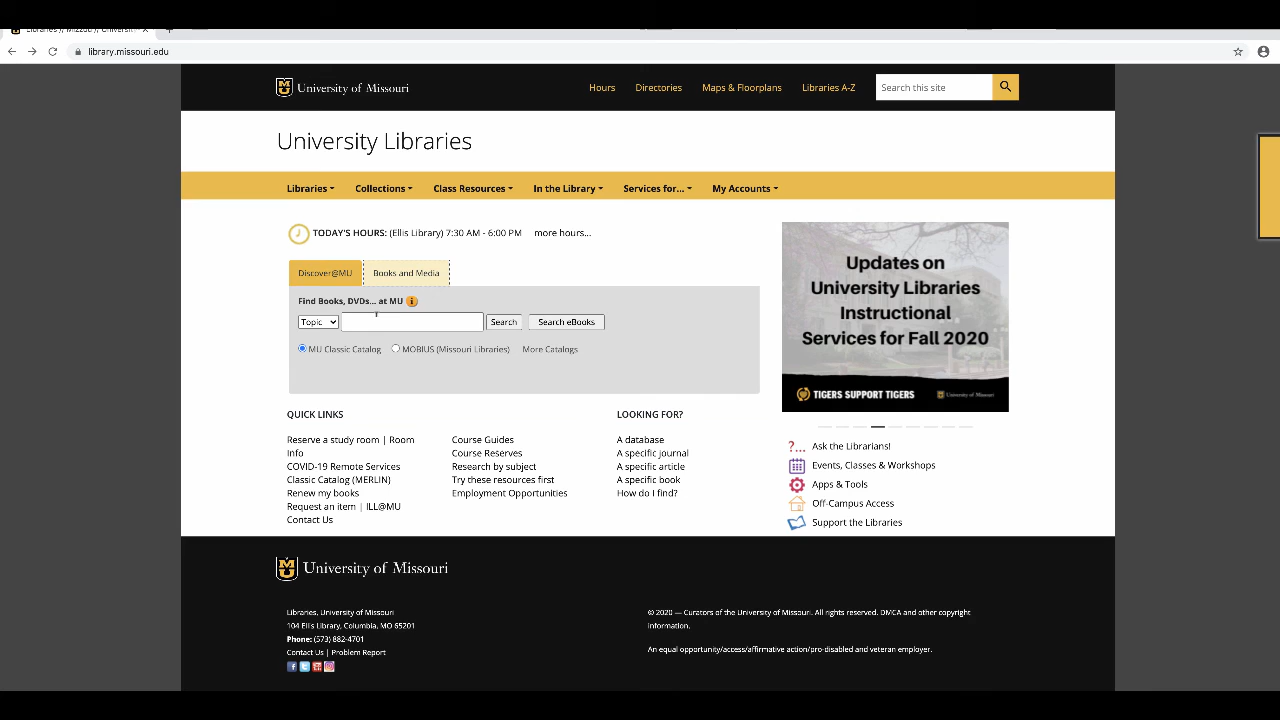 library.missouri.edu
University of Missouri
Hours Directories Maps & Floorplans Libraries A-Z Search this site
University Libraries
Libraries Collections Class Resources In the Library Services for... My Accounts
TODAY'S HOURS: (Ellis Library) 7:30 AM - 6:00 PM more hours...
Discover@MU Books and Media
Find Books, DVDs... at MU i
Topic Search Search eBooks
MU Classic Catalog MOBIUS (Missouri Libraries) More Catalogs
Updates on
University Libraries
Instructional
Services for Fall 2020
TIGERS SUPPORT TIGERS University of Missouri
QUICK LINKS
Reserve a study room | Room
Info
COVID-19 Remote Services
Classic Catalog (MERLIN)
Renew my books
Request an item | ILL@MU
Contact Us
Course Guides
Course Reserves
Research by subject
Try these resources first
Employment Opportunities
LOOKING FOR?
A database
A specific journal
A specific article
A specific book
How do I find?
?... Ask the Librarians!
Events, Classes & Workshops
Apps & Tools
Off-Campus Access
Support the Libraries
University of Missouri
Libraries, University of Missouri
104 Ellis Library, Columbia, MO 65201
Phone: (573) 882-4701
Contact Us | Problem Report
© 2020 — Curators of the University of Missouri. All rights reserved. DMCA and other copyright
information.
An equal opportunity/access/affirmative action/pro-disabled and veteran employer.